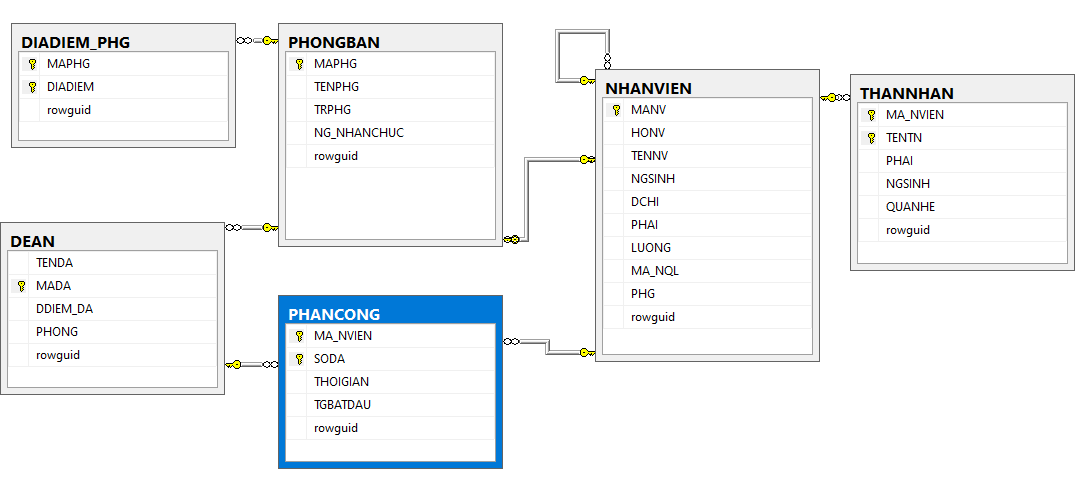 DIADIEM_PHG
MAPHG
DIADIEM
rowguid
PHONGBAN
MAPHG
TENPHG
TRPHG
NG_NHANCHUC
rowguid
NHANVIEN
MANV
HONV
TENNV
NGSINH
DCHI
PHAI
LUONG
MA_NQL
PHG
rowguid
THANNHAN
MA_NVIEN
TENTN
PHAI
NGSINH
QUANHE
rowguid
DEAN
TENDA
MADA
DDIEM_DA
PHONG
rowguid
PHANCONG
MA_NVIEN
SODA
THOIGIAN
TGBATDAU
rowguid